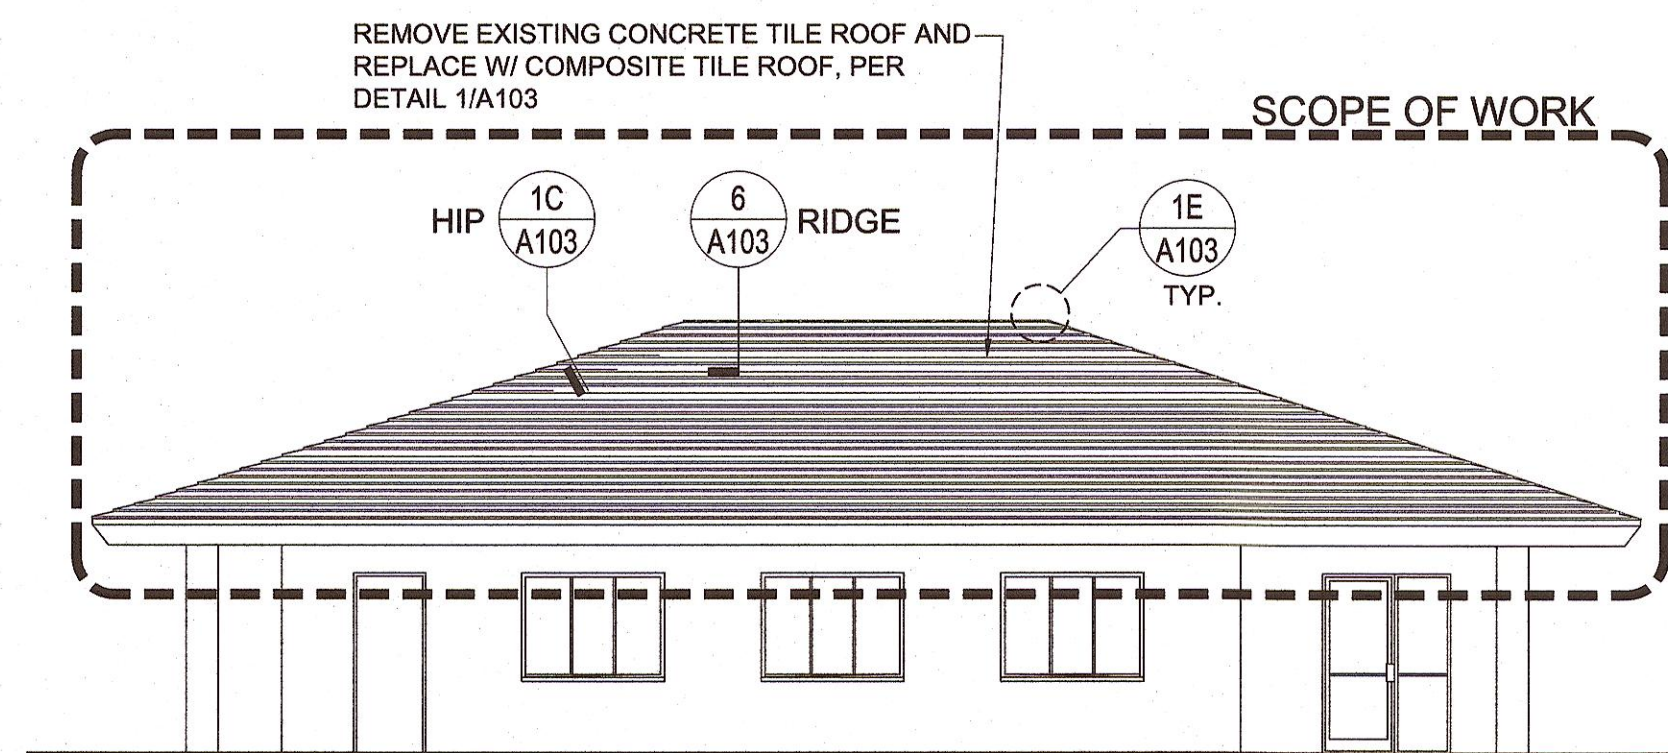 REMOVE EXISTING CONCRETE TILE ROOF AND
REPLACE W/ COMPOSITE TILE ROOF, PER
DETAIL 1/A103
SCOPE OF WORK
HIP
1C
A103
6
A103
RIDGE
1E
A103
TYP.